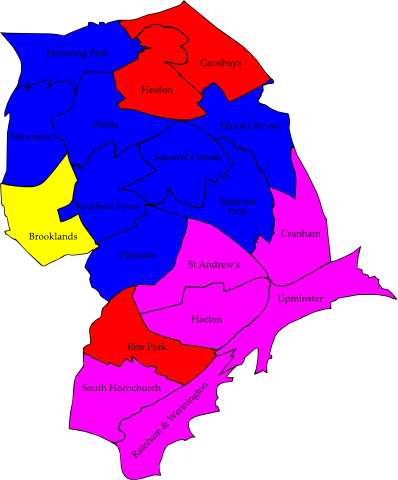 Havering Park
Gooshays
Heaton
Mawneys
Pettits
Harold Wood
Squirrel's Heath
Romford Town
Emerson
Park
Brooklands
Cranham
Hylands
St Andrew's
Upminster
Hacton
Elm Park
South Hornchurch
Rainham & Wennington